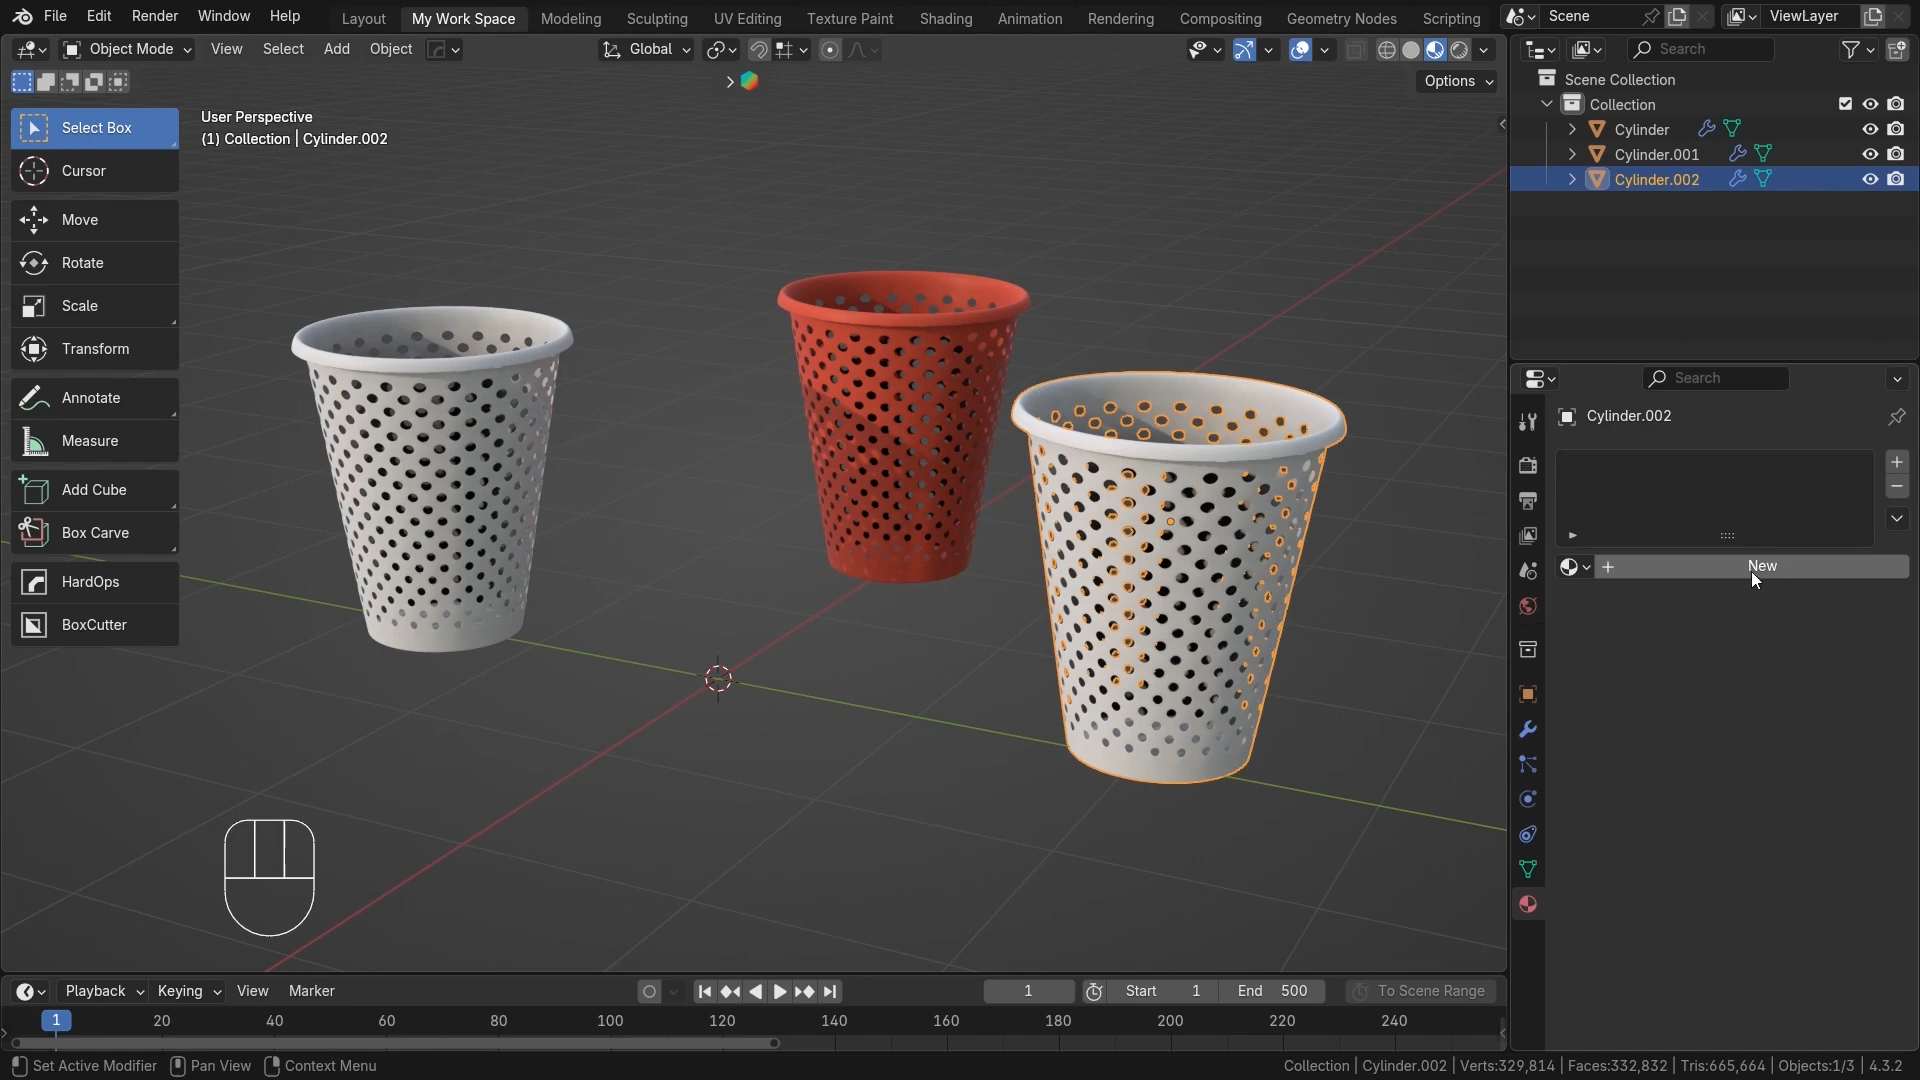 File Edit Render Window Help Layout My Work Space Modeling Sculpting UV Editing Texture Paint Shading Animation Rendering Compositing Geometry Nodes Scripting Scene ViewLayer
Object Mode View Select Add Object Global Search
Options
Select Box
Cursor
Move
Rotate
Scale
Transform
Annotate
Measure
Add Cube
Box Carve
HardOps
BoxCutter
User Perspective
(1) Collection | Cylinder.002
Scene Collection
Collection
Cylinder
Cylinder.001
Cylinder.002
Search
Cylinder.002
New
Playback Keying View Marker 1 Start 1 End 500 To Scene Range
1 20 40 60 80 100 120 140 160 180 200 220 240
Set Active Modifier Pan View Context Menu Collection | Cylinder.002 | Verts:329,814 | Faces:332,832 | Tris:665,664 | Objects:1/3 | 4.3.2